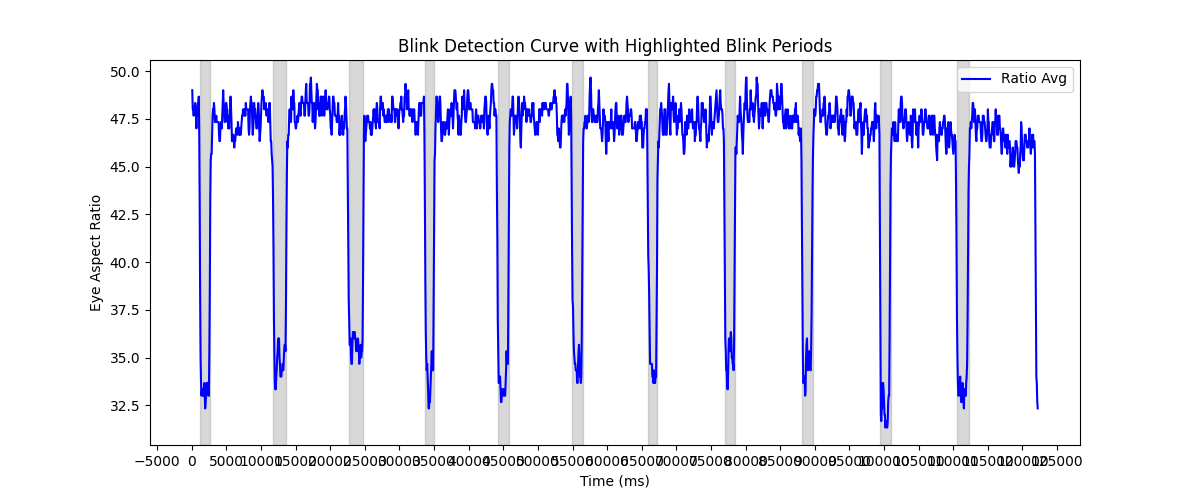 Blink Detection Curve with Highlighted Blink Periods
Ratio Avg
50.0
47.5
45.0
42.5
40.0
37.5
35.0
32.5
Eye Aspect Ratio
−5000 0 5000 10000 15000 20000 25000 30000 35000 40000 45000 50000 55000 60000 65000 70000 75000 80000 85000 90000 95000 100000 105000 110000 115000 120000 125000
Time (ms)